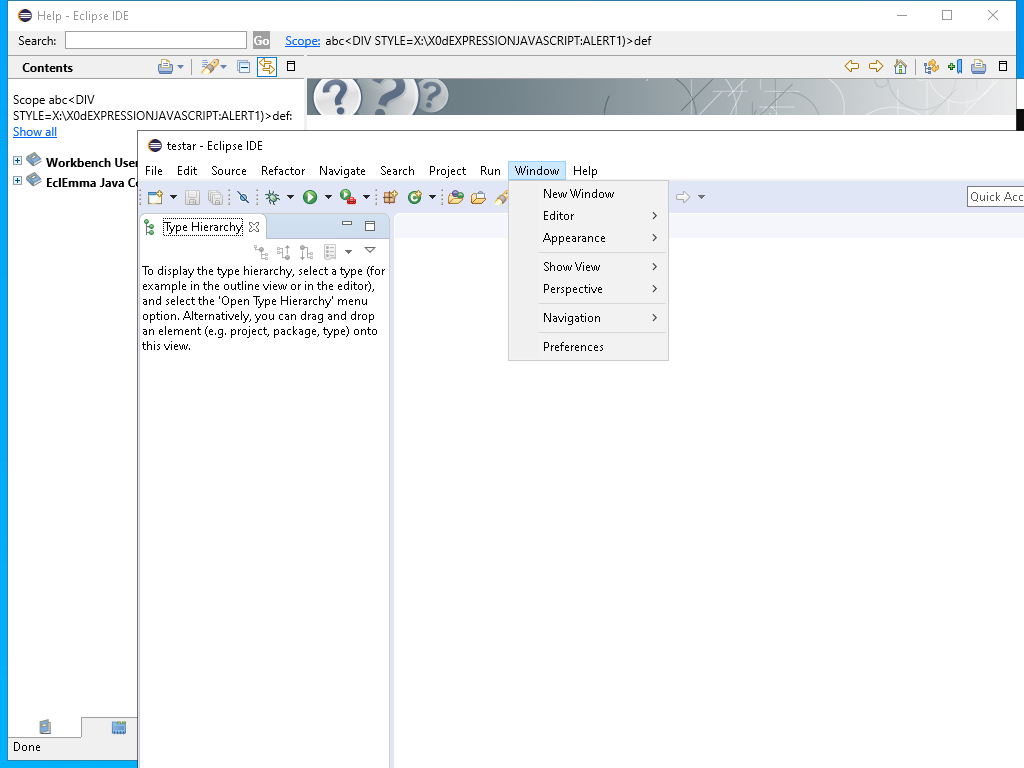 Help - Eclipse IDE
Search:
Go
Scope: abc<DIV STYLE=X:\X0dEXPRESSIONJAVASCRIPT:ALERT1)>def
Contents
Scope abc<DIV
STYLE=X:\X0dEXPRESSIONJAVASCRIPT:ALERT1)>def:
Show all
Workbench User
EclEmma Java Co
Done
testar - Eclipse IDE
File Edit Source Refactor Navigate Search Project Run Window Help
Quick Acc
Type Hierarchy
To display the type hierarchy, select a type (for
example in the outline view or in the editor),
and select the 'Open Type Hierarchy' menu
option. Alternatively, you can drag and drop
an element (e.g. project, package, type) onto
this view.
New Window
Editor
Appearance
Show View
Perspective
Navigation
Preferences